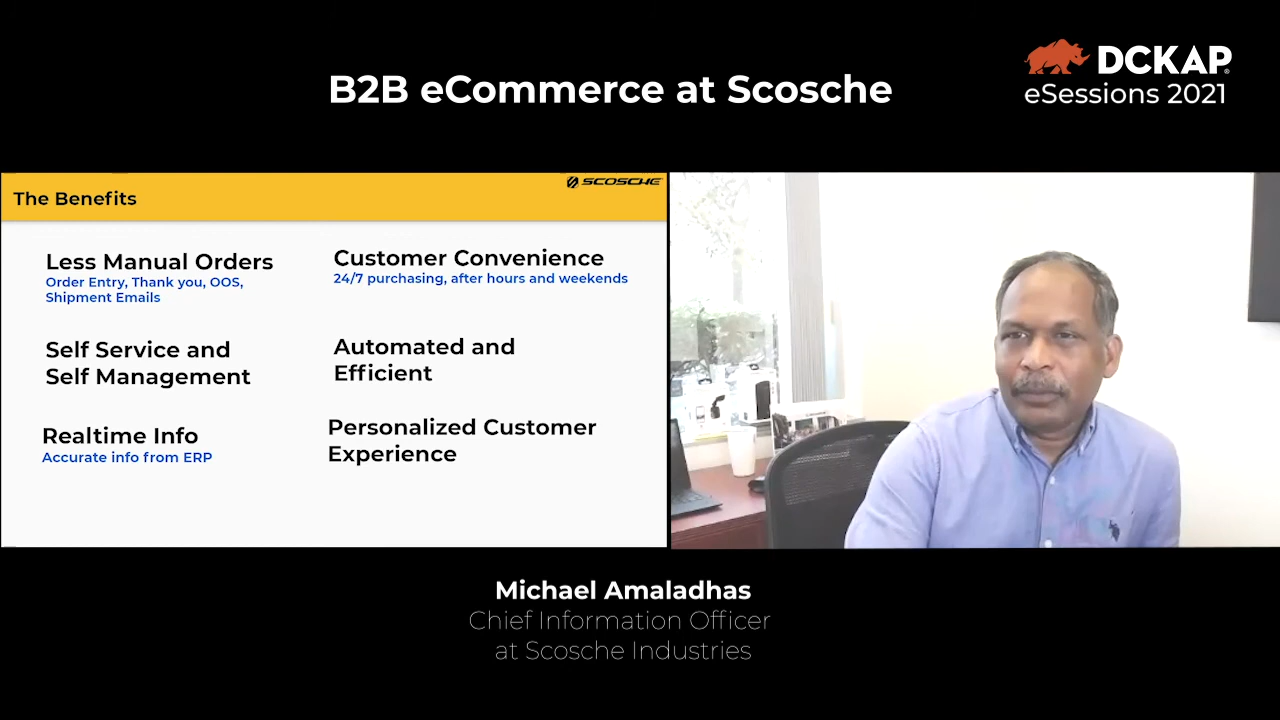 B2B eCommerce at Scosche
DCKAP
eSessions 2021
SCOSCHE
The Benefits
Less Manual Orders
Order Entry, Thank you, OOS,
Shipment Emails
Customer Convenience
24/7 purchasing, after hours and weekends
Self Service and
Self Management
Automated and
Efficient
Realtime Info
Accurate info from ERP
Personalized Customer
Experience
Michael Amaladhas
Chief Information Officer
at Scosche Industries